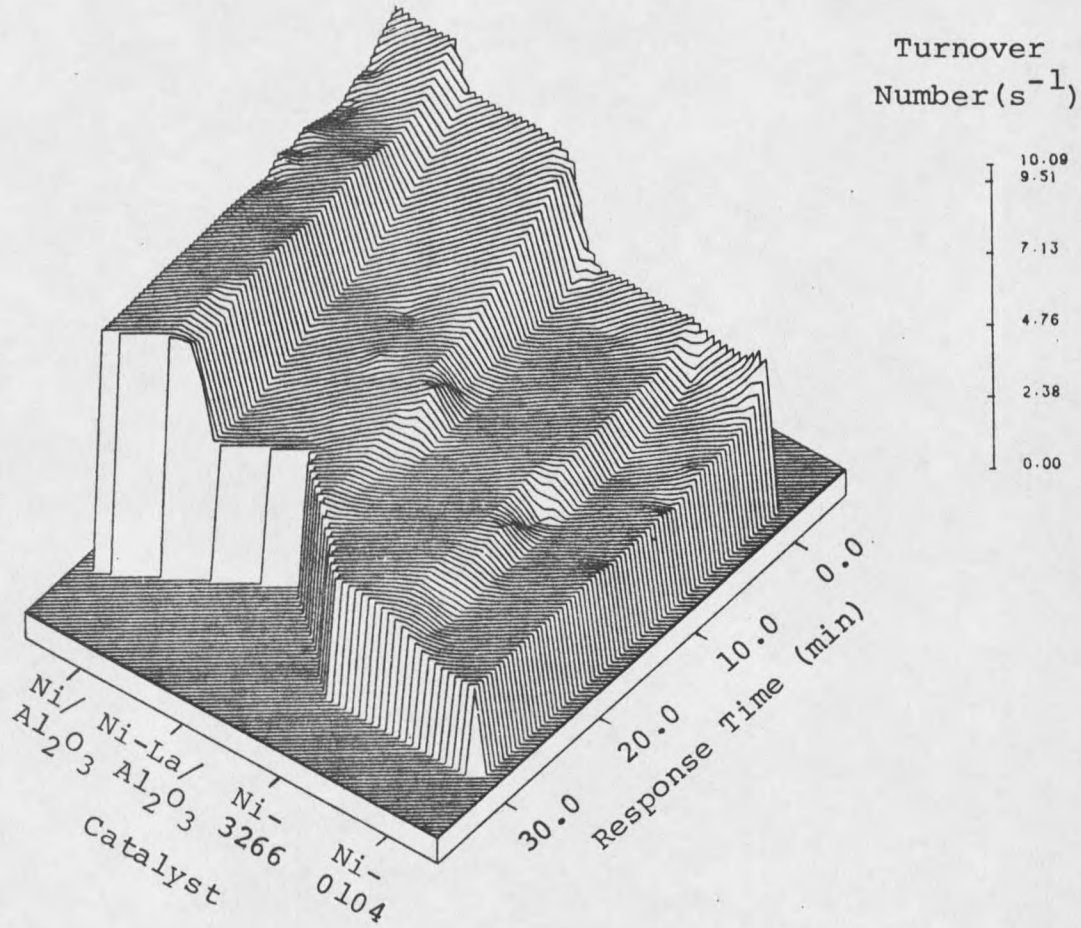 Turnover
Number(s⁻¹)
10.09
9.51
7.13
4.76
2.38
0.00
0.0
10.0
20.0
30.0
Response Time (min)
Ni/ Al₂O₃
Ni-La/ Al₂O₃
Ni- 3266
Ni- 0104
Catalyst